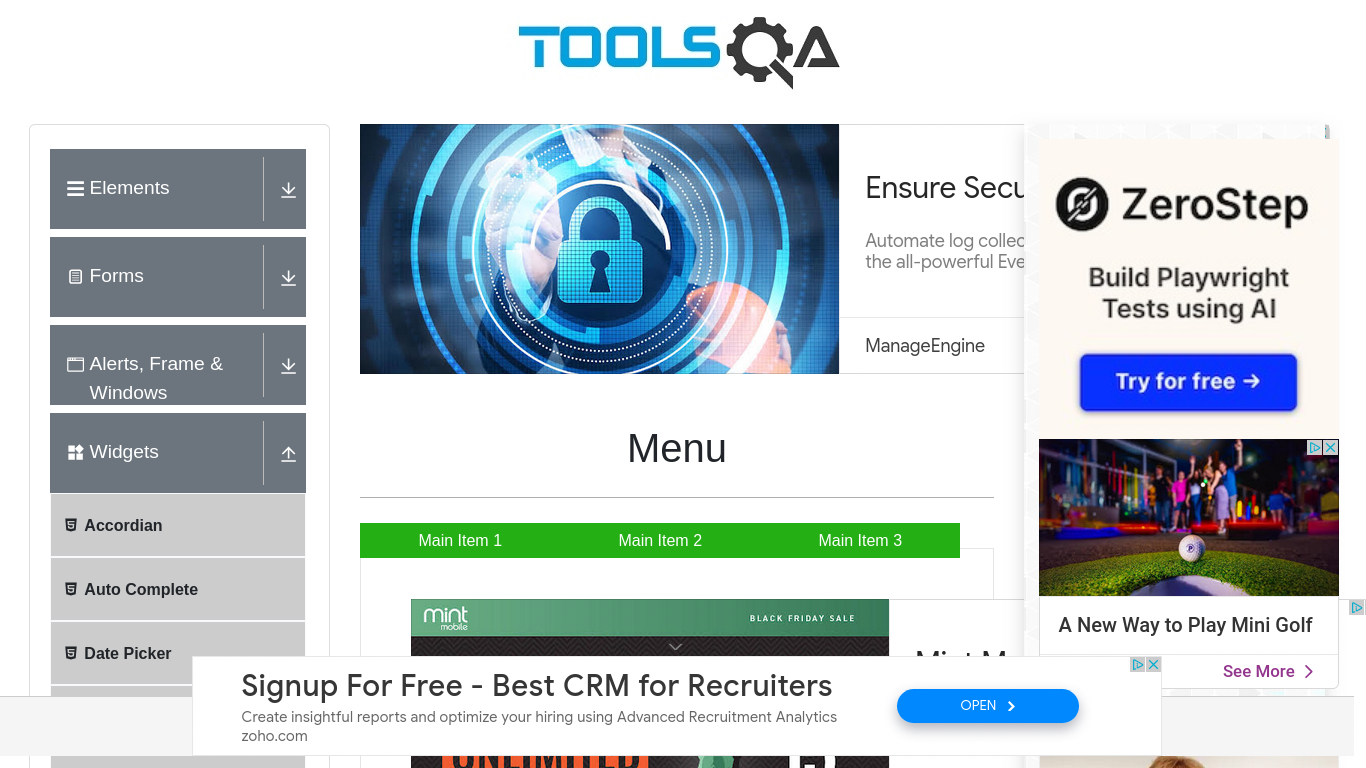 TOOLSQA
Elements
Forms
Alerts, Frame &
Windows
Widgets
Accordian
Auto Complete
Date Picker
Ensure Secu
Automate log collec
the all-powerful Eve
ManageEngine
Menu
Main Item 1
Main Item 2
Main Item 3
mint
mobile
BLACK FRIDAY SALE
UNLIMITED
ZeroStep
Build Playwright
Tests using AI
Try for free →
A New Way to Play Mini Golf
See More
Signup For Free - Best CRM for Recruiters
Create insightful reports and optimize your hiring using Advanced Recruitment Analytics
zoho.com
OPEN